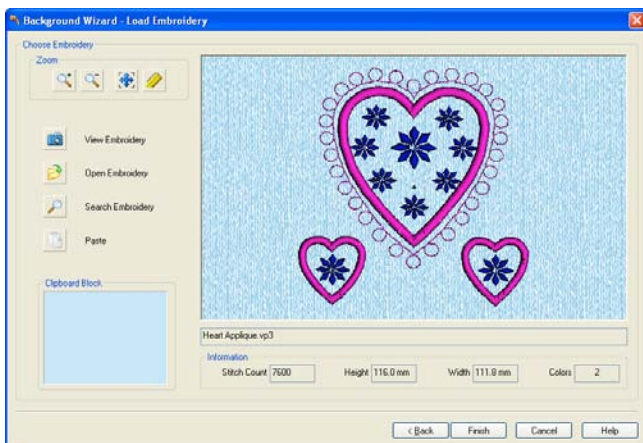 Background Wizard - Load Embroidery
Choose Embroidery
Zoom
View Embroidery
Open Embroidery
Search Embroidery
Paste
Clipboard Block
Heart Applique.vp3
Information
Stitch Count 7600 Height 116.0 mm Width 111.8 mm Colors 2
< Back Finish Cancel Help